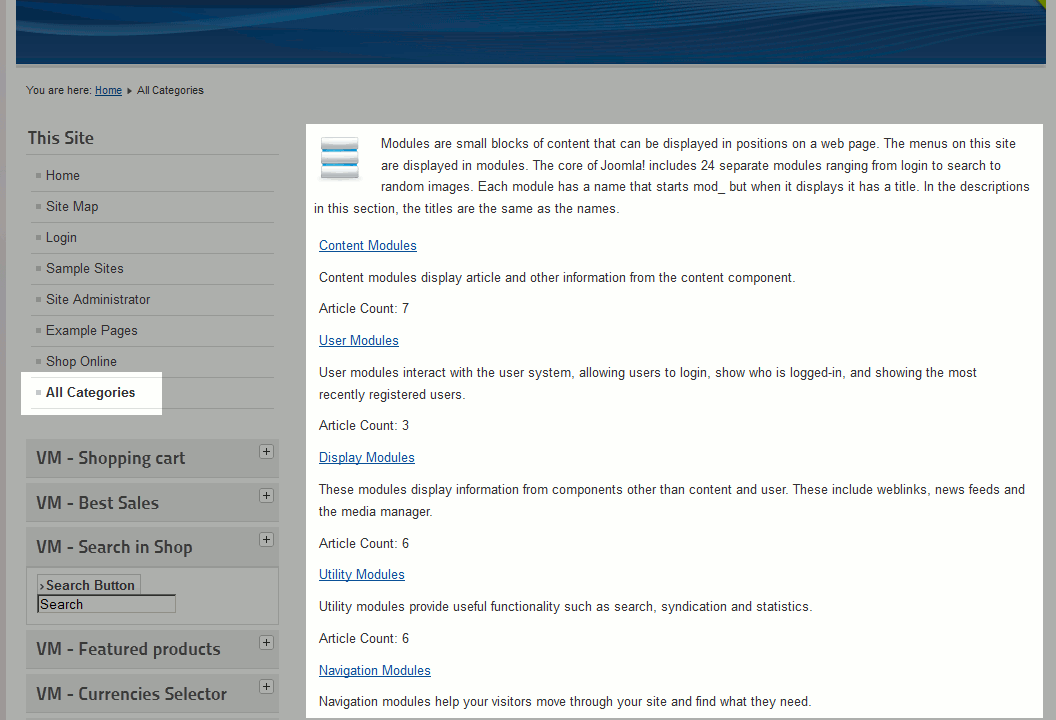 You are here: Home All Categories
This Site
Home
Site Map
Login
Sample Sites
Site Administrator
Example Pages
Shop Online
All Categories
VM - Shopping cart +
VM - Best Sales +
VM - Search in Shop +
›Search Button
Search
VM - Featured products +
VM - Currencies Selector +
Modules are small blocks of content that can be displayed in positions on a web page. The menus on this site
are displayed in modules. The core of Joomla! includes 24 separate modules ranging from login to search to
random images. Each module has a name that starts mod_ but when it displays it has a title. In the descriptions
in this section, the titles are the same as the names.
Content Modules
Content modules display article and other information from the content component.
Article Count: 7
User Modules
User modules interact with the user system, allowing users to login, show who is logged-in, and showing the most
recently registered users.
Article Count: 3
Display Modules
These modules display information from components other than content and user. These include weblinks, news feeds and
the media manager.
Article Count: 6
Utility Modules
Utility modules provide useful functionality such as search, syndication and statistics.
Article Count: 6
Navigation Modules
Navigation modules help your visitors move through your site and find what they need.